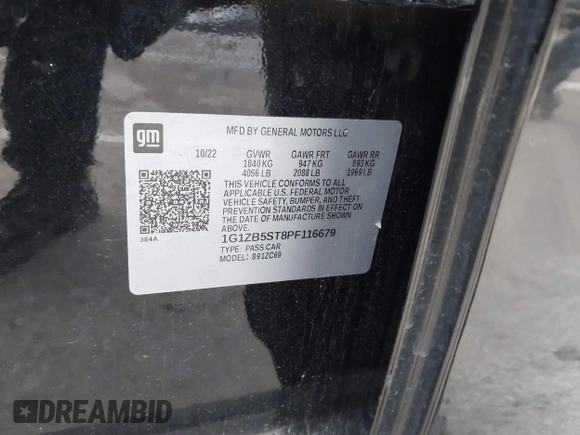 gm
MFD BY GENERAL MOTORS LLC
10/22 GVWR GAWR FRT GAWR RR
1840 KG 947 KG 893 KG
4056 LB 2088 LB 1969 LB
THIS VEHICLE CONFORMS TO ALL
APPLICABLE U.S. FEDERAL MOTOR
VEHICLE SAFETY, BUMPER, AND THEFT
PREVENTION STANDARDS IN EFFECT ON
THE DATE OF MANUFACTURE SHOWN
ABOVE.
384A
1G1ZB5ST8PF116679
TYPE: PASS CAR
MODEL: 891ZC69
DREAMBID